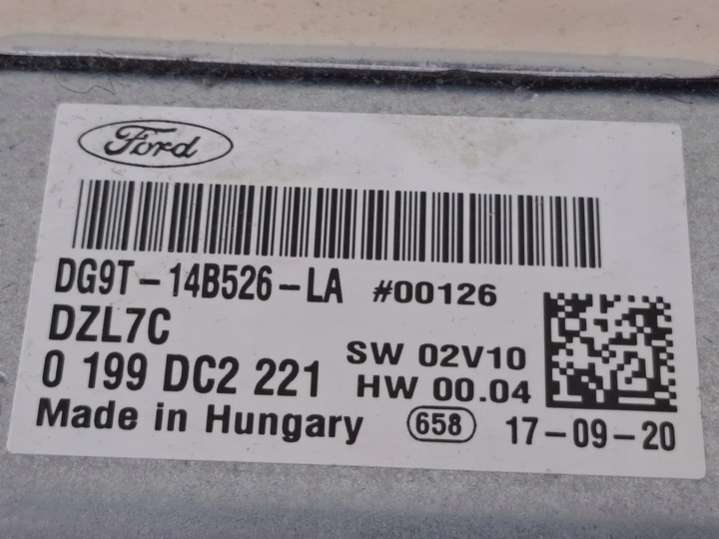 Ford
DG9T-14B526-LA #00126
DZL7C
0 199 DC2 221 SW 02V10
HW 00.04
Made in Hungary 658 17-09-20